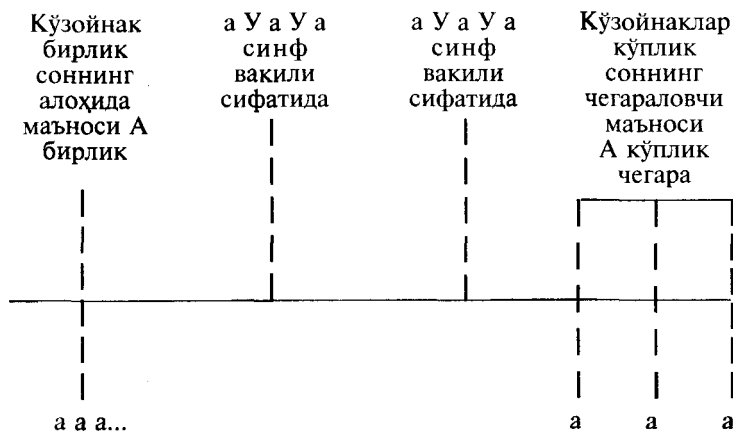 Кўзойнак
бирлик
соннинг
алоҳида
маъноси А
бирлик
а У а У а
синф
вакили
сифатида
а У а У а
синф
вакили
сифатида
Кўзойнаклар
кўплик
соннинг
чегараловчи
маъноси
А кўплик
чегара
а а а...
а а а